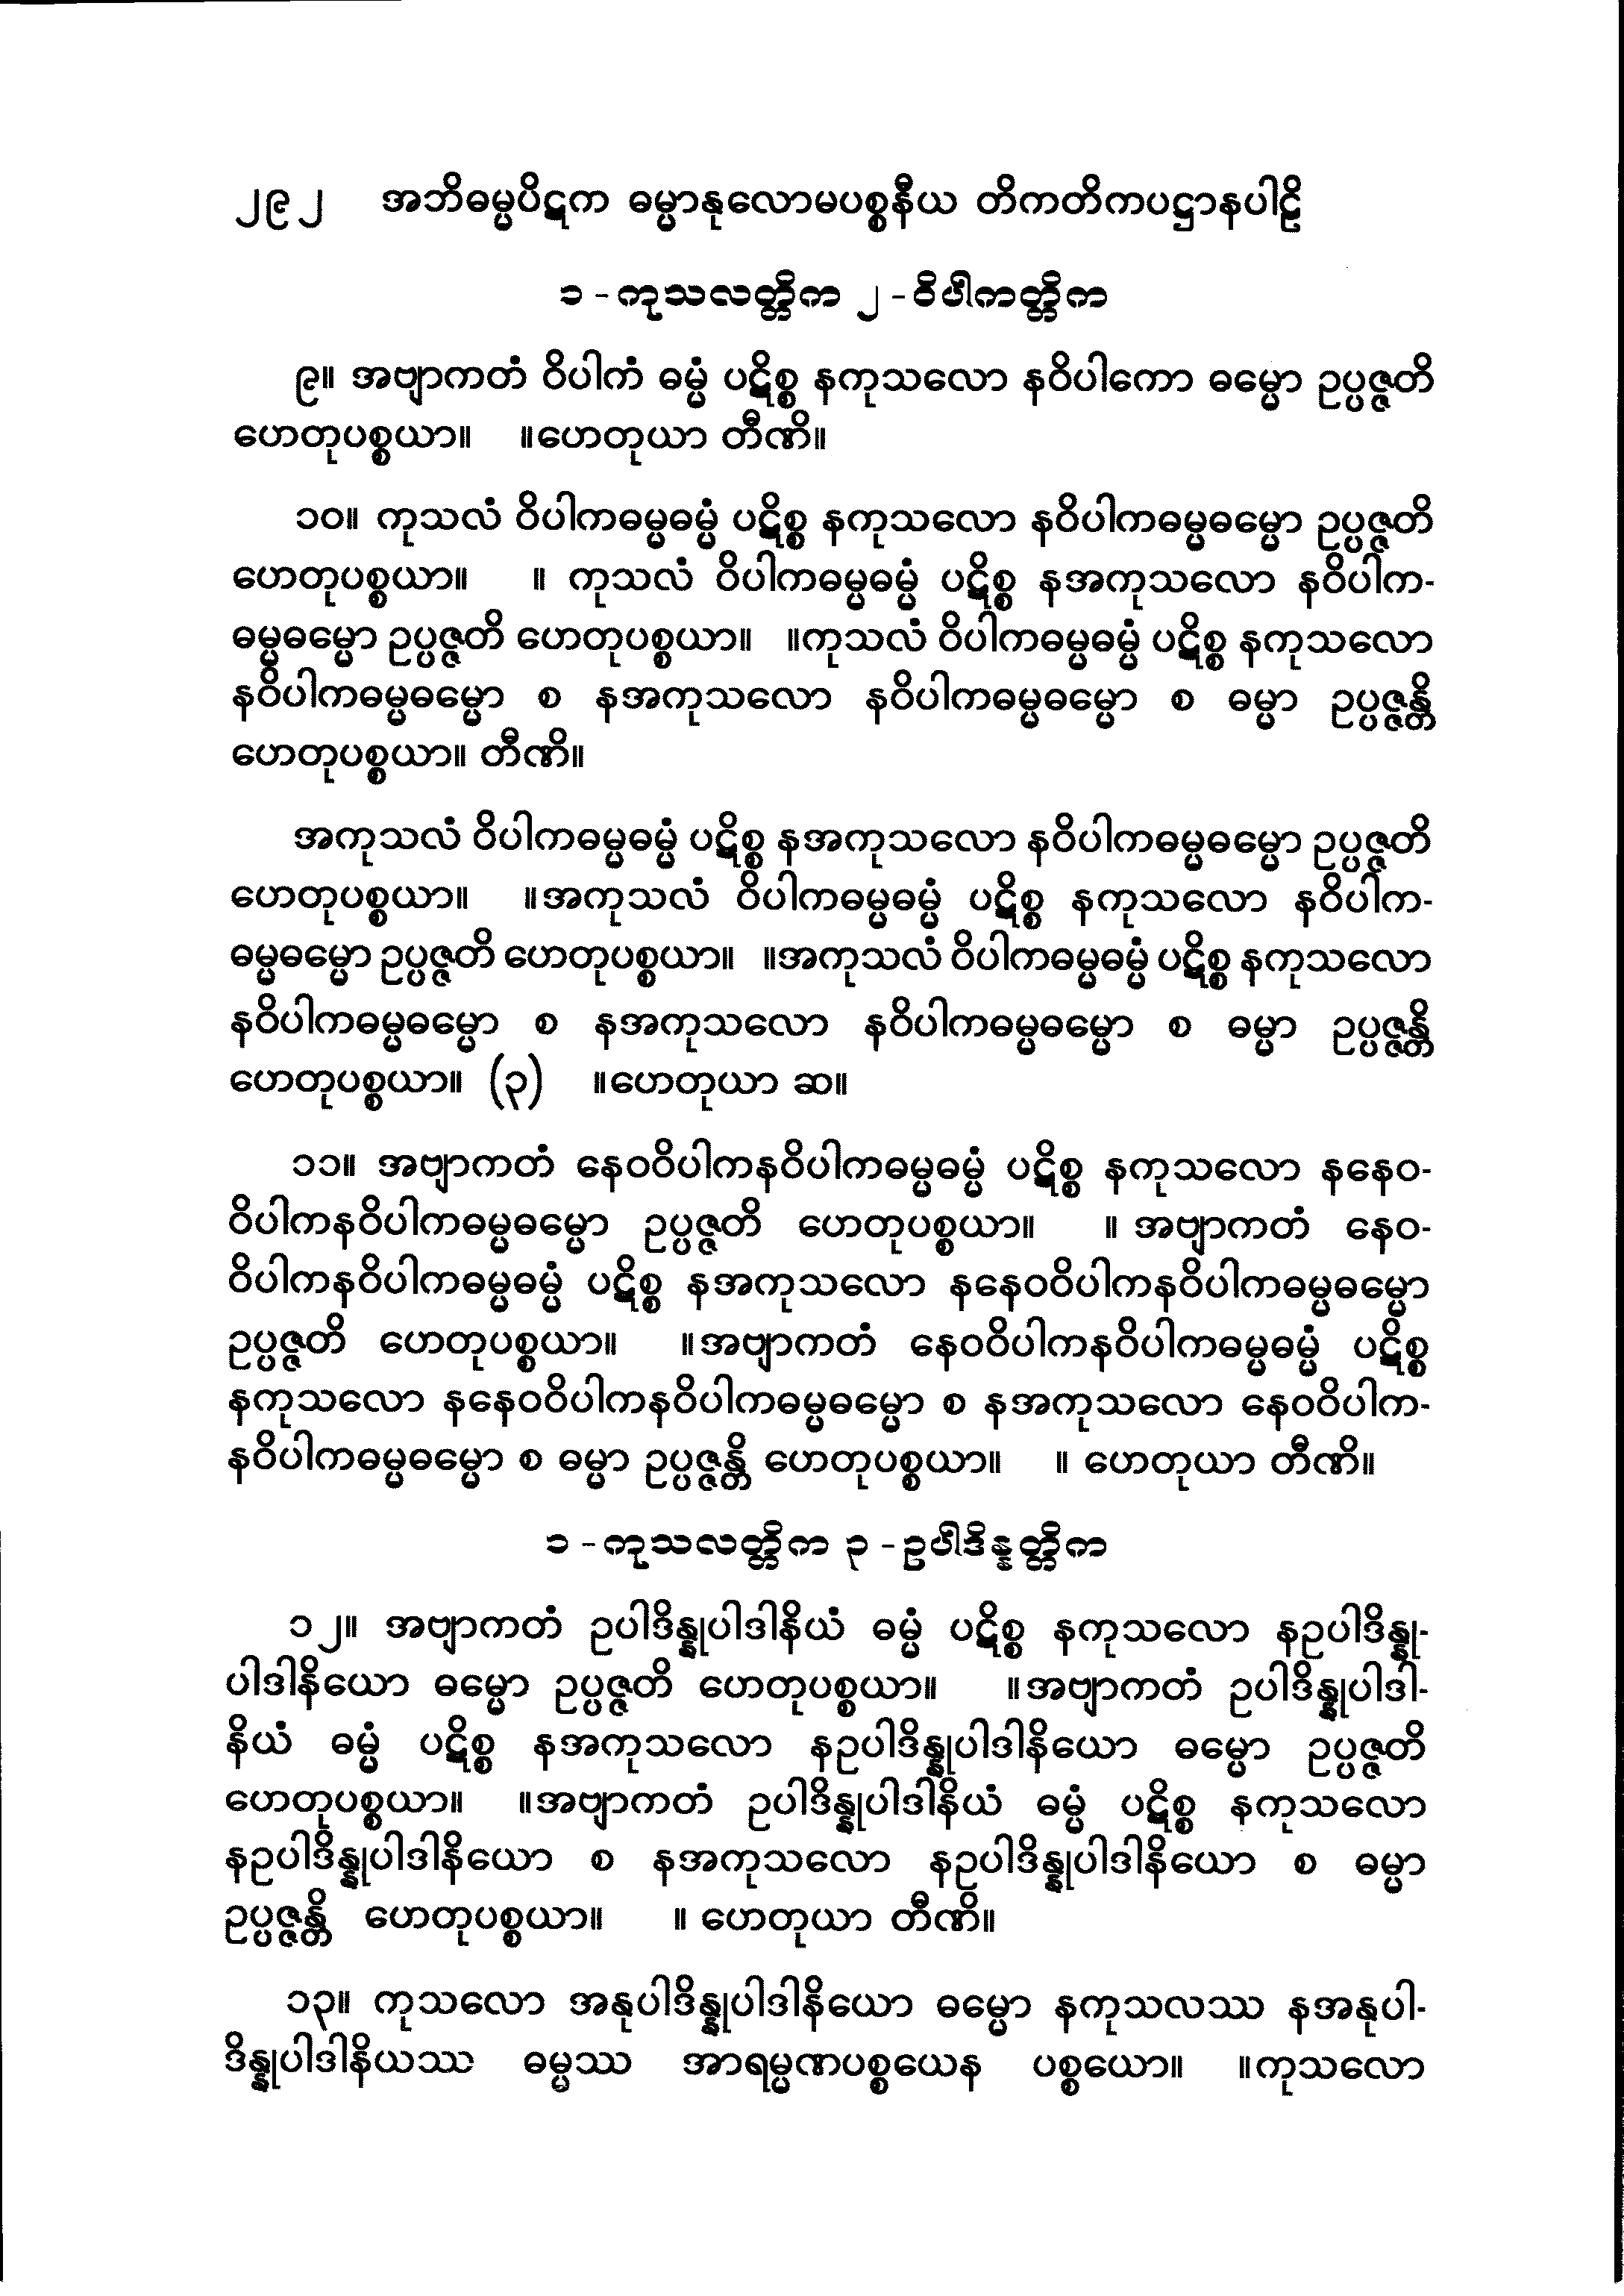 ၂၉၂ အဘိဓမ္မပိဋက ဓမ္မာနုလောမပစ္စနီယ တိကတိကပဋ္ဌာနပါဠိ
၁ - ကုသလတ္တိက ၂ - ဝိပါကတ္တိက
၉။ အဗျာကတံ ဝိပါကံ ဓမ္မံ ပဋိစ္စ နကုသလော နဝိပါကော ဓမ္မော ဥပ္ပဇ္ဇတိ
ဟေတုပစ္စယာ။ ။ဟေတုယာ တီဏိ။
၁၀။ ကုသလံ ဝိပါကဓမ္မဓမ္မံ ပဋိစ္စ နကုသလော နဝိပါကဓမ္မဓမ္မော ဥပ္ပဇ္ဇတိ
ဟေတုပစ္စယာ။ ။ ကုသလံ ဝိပါကဓမ္မဓမ္မံ ပဋိစ္စ နအကုသလော နဝိပါက-
ဓမ္မဓမ္မော ဥပ္ပဇ္ဇတိ ဟေတုပစ္စယာ။ ။ကုသလံ ဝိပါကဓမ္မဓမ္မံ ပဋိစ္စ နကုသလော
နဝိပါကဓမ္မဓမ္မော စ နအကုသလော နဝိပါကဓမ္မဓမ္မော စ ဓမ္မာ ဥပ္ပဇ္ဇန္တိ
ဟေတုပစ္စယာ။ တီဏိ။
အကုသလံ ဝိပါကဓမ္မဓမ္မံ ပဋိစ္စ နအကုသလော နဝိပါကဓမ္မဓမ္မော ဥပ္ပဇ္ဇတိ
ဟေတုပစ္စယာ။ ။အကုသလံ ဝိပါကဓမ္မဓမ္မံ ပဋိစ္စ နကုသလော နဝိပါက-
ဓမ္မဓမ္မော ဥပ္ပဇ္ဇတိ ဟေတုပစ္စယာ။ ။အကုသလံ ဝိပါကဓမ္မဓမ္မံ ပဋိစ္စ နကုသလော
နဝိပါကဓမ္မဓမ္မော စ နအကုသလော နဝိပါကဓမ္မဓမ္မော စ ဓမ္မာ ဥပ္ပဇ္ဇန္တိ
ဟေတုပစ္စယာ။ (၃) ။ဟေတုယာ ဆ။
၁၁။ အဗျာကတံ နေဝဝိပါကနဝိပါကဓမ္မဓမ္မံ ပဋိစ္စ နကုသလော နနေဝ-
ဝိပါကနဝိပါကဓမ္မဓမ္မော ဥပ္ပဇ္ဇတိ ဟေတုပစ္စယာ။ ။ အဗျာကတံ နေဝ-
ဝိပါကနဝိပါကဓမ္မဓမ္မံ ပဋိစ္စ နအကုသလော နနေဝဝိပါကနဝိပါကဓမ္မဓမ္မော
ဥပ္ပဇ္ဇတိ ဟေတုပစ္စယာ။ ။အဗျာကတံ နေဝဝိပါကနဝိပါကဓမ္မဓမ္မံ ပဋိစ္စ
နကုသလော နနေဝဝိပါကနဝိပါကဓမ္မဓမ္မော စ နအကုသလော နေဝဝိပါက-
နဝိပါကဓမ္မဓမ္မော စ ဓမ္မာ ဥပ္ပဇ္ဇန္တိ ဟေတုပစ္စယာ။ ။ ဟေတုယာ တီဏိ။
၁ - ကုသလတ္တိက ၃ - ဥပါဒိန္နတ္တိက
၁၂။ အဗျာကတံ ဥပါဒိန္နုပါဒါနိယံ ဓမ္မံ ပဋိစ္စ နကုသလော နဥပါဒိန္နု-
ပါဒါနိယော ဓမ္မော ဥပ္ပဇ္ဇတိ ဟေတုပစ္စယာ။ ။အဗျာကတံ ဥပါဒိန္နုပါဒါ-
နိယံ ဓမ္မံ ပဋိစ္စ နအကုသလော နဥပါဒိန္နုပါဒါနိယော ဓမ္မော ဥပ္ပဇ္ဇတိ
ဟေတုပစ္စယာ။ ။အဗျာကတံ ဥပါဒိန္နုပါဒါနိယံ ဓမ္မံ ပဋိစ္စ နကုသလော
နဥပါဒိန္နုပါဒါနိယော စ နအကုသလော နဥပါဒိန္နုပါဒါနိယော စ ဓမ္မာ
ဥပ္ပဇ္ဇန္တိ ဟေတုပစ္စယာ။ ။ ဟေတုယာ တီဏိ။
၁၃။ ကုသလော အနုပါဒိန္နုပါဒါနိယော ဓမ္မော နကုသလဿ နအနုပါ-
ဒိန္နုပါဒါနိယဿ ဓမ္မဿ အာရမ္မဏပစ္စယေန ပစ္စယော။ ။ကုသလော